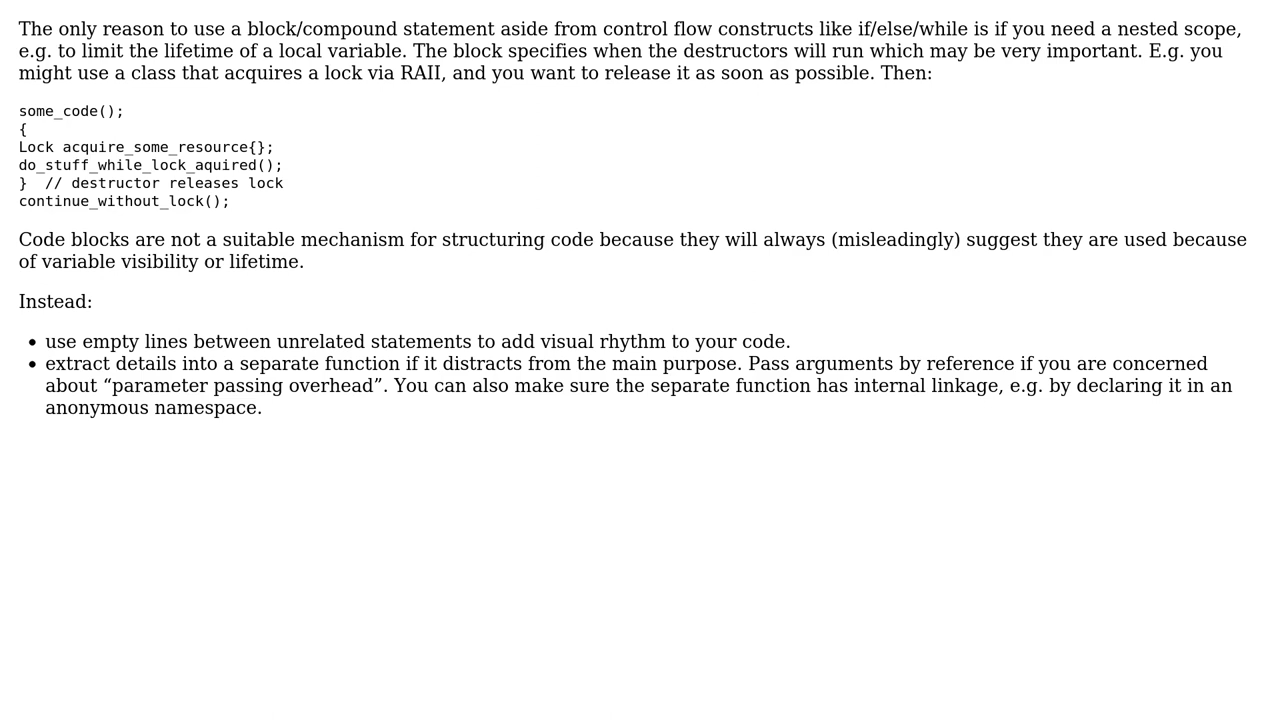 The only reason to use a block/compound statement aside from control flow constructs like if/else/while is if you need a nested scope,
e.g. to limit the lifetime of a local variable. The block specifies when the destructors will run which may be very important. E.g. you
might use a class that acquires a lock via RAII, and you want to release it as soon as possible. Then:
some_code();
{
Lock acquire_some_resource{};
do_stuff_while_lock_aquired();
}  // destructor releases lock
continue_without_lock();
Code blocks are not a suitable mechanism for structuring code because they will always (misleadingly) suggest they are used because
of variable visibility or lifetime.
Instead:
• use empty lines between unrelated statements to add visual rhythm to your code.
• extract details into a separate function if it distracts from the main purpose. Pass arguments by reference if you are concerned
about “parameter passing overhead”. You can also make sure the separate function has internal linkage, e.g. by declaring it in an
anonymous namespace.